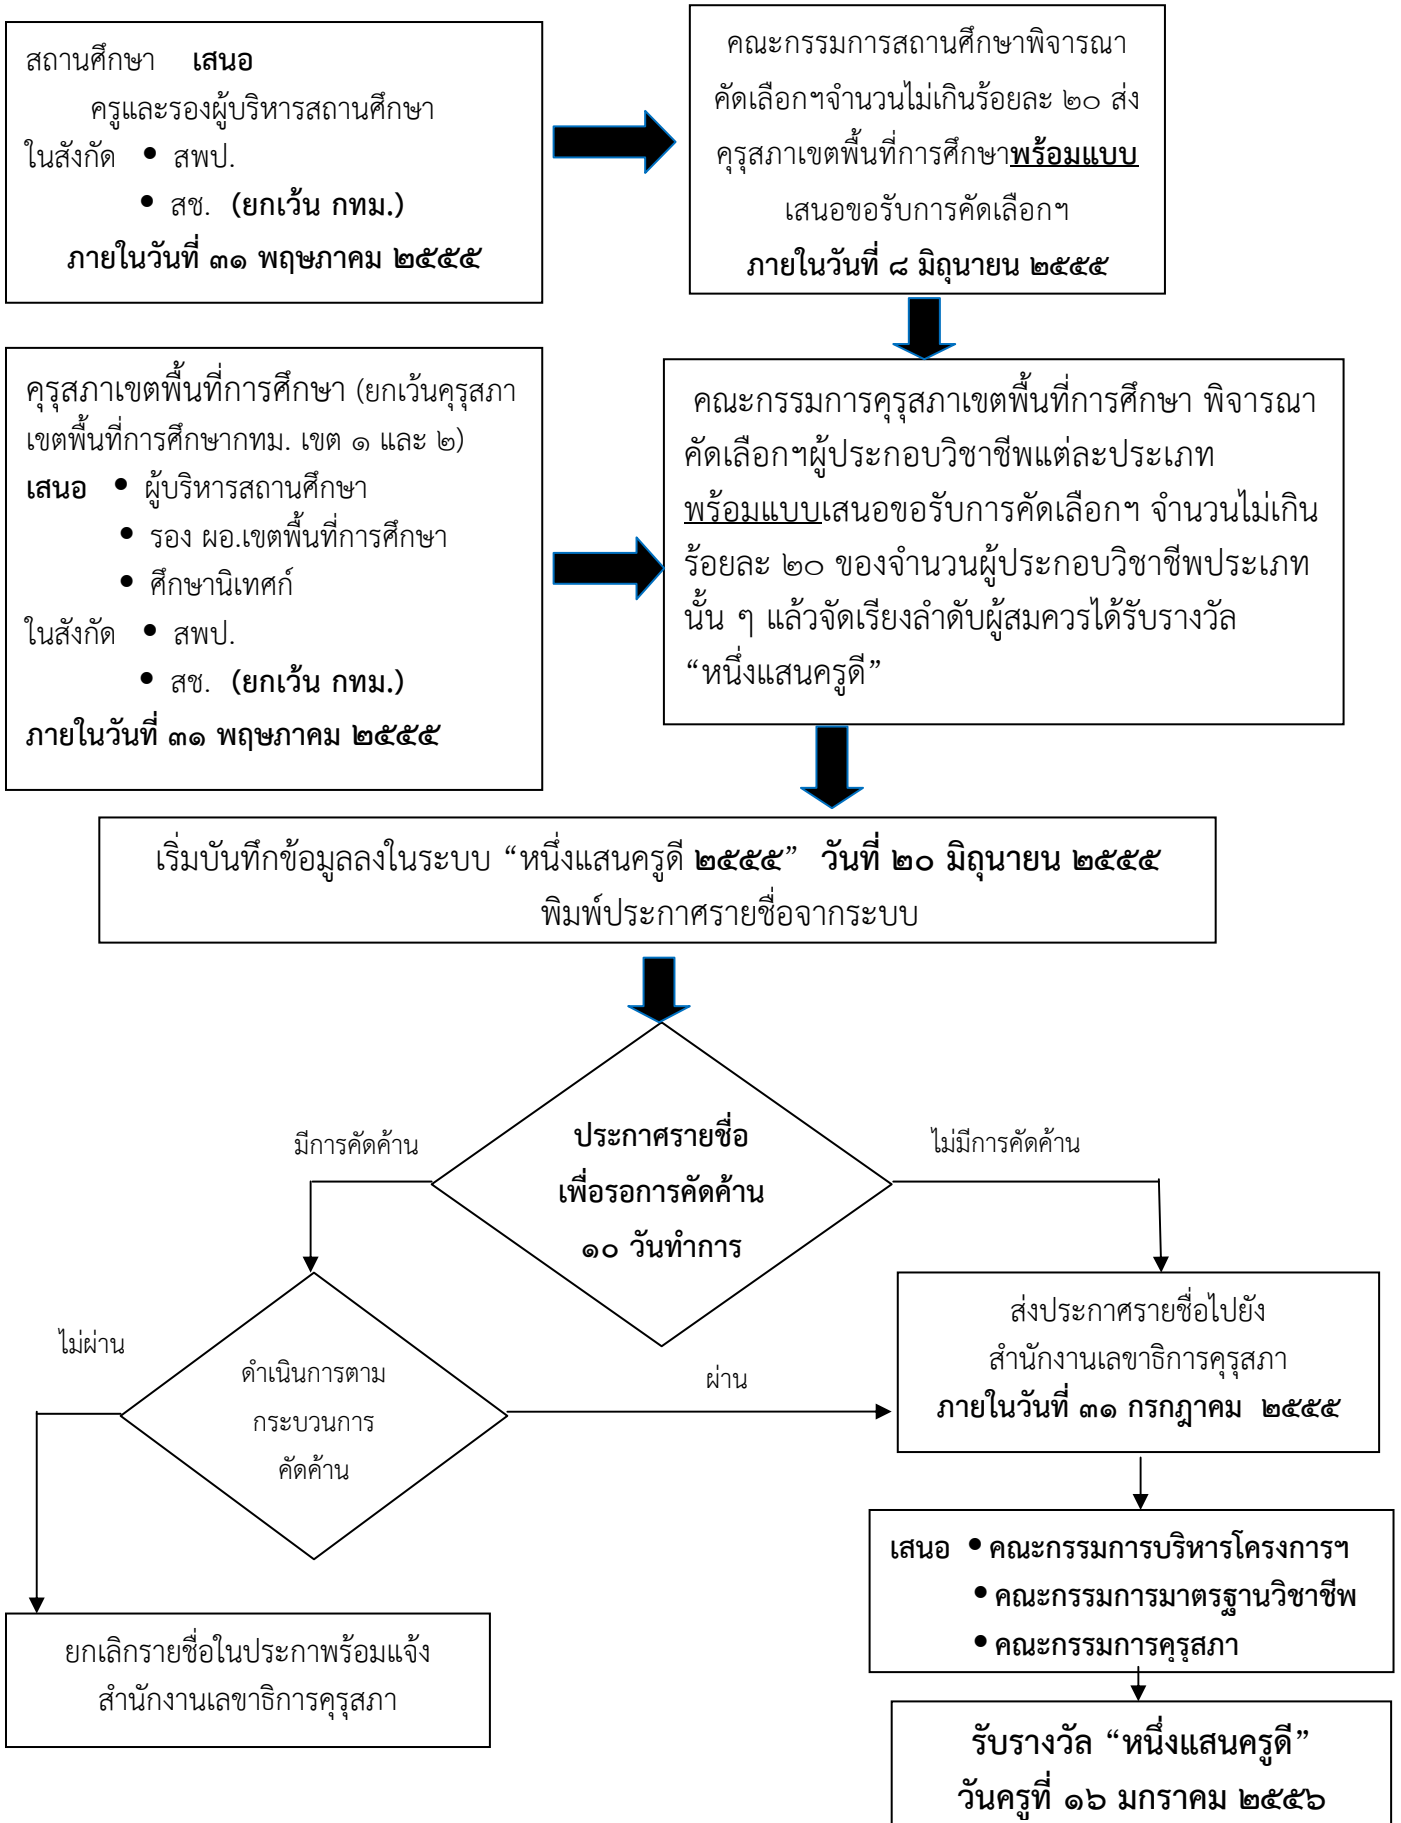 สถานศึกษา เสนอ
ครูและรองผู้บริหารสถานศึกษา
ในสังกัด • สพป.
• สช. (ยกเว้น กทม.)
ภายในวันที่ ๓๑ พฤษภาคม ๒๕๕๕
คณะกรรมการสถานศึกษาพิจารณา
คัดเลือกฯจำนวนไม่เกินร้อยละ ๒๐ ส่ง
คุรุสภาเขตพื้นที่การศึกษาพร้อมแบบ
เสนอขอรับการคัดเลือกฯ
ภายในวันที่ ๘ มิถุนายน ๒๕๕๕
คุรุสภาเขตพื้นที่การศึกษา (ยกเว้นคุรุสภา
เขตพื้นที่การศึกษากทม. เขต ๑ และ ๒)
เสนอ • ผู้บริหารสถานศึกษา
• รอง ผอ.เขตพื้นที่การศึกษา
• ศึกษานิเทศก์
ในสังกัด • สพป.
• สช. (ยกเว้น กทม.)
ภายในวันที่ ๓๑ พฤษภาคม ๒๕๕๕
คณะกรรมการคุรุสภาเขตพื้นที่การศึกษา พิจารณา
คัดเลือกฯผู้ประกอบวิชาชีพแต่ละประเภท
พร้อมแบบเสนอขอรับการคัดเลือกฯ จำนวนไม่เกิน
ร้อยละ ๒๐ ของจำนวนผู้ประกอบวิชาชีพประเภท
นั้น ๆ แล้วจัดเรียงลำดับผู้สมควรได้รับรางวัล
“หนึ่งแสนครูดี”
เริ่มบันทึกข้อมูลลงในระบบ “หนึ่งแสนครูดี ๒๕๕๕” วันที่ ๒๐ มิถุนายน ๒๕๕๕
พิมพ์ประกาศรายชื่อจากระบบ
ประกาศรายชื่อ
เพื่อรอการคัดค้าน
๑๐ วันทำการ
มีการคัดค้าน
ไม่มีการคัดค้าน
ไม่ผ่าน
ดำเนินการตาม
กระบวนการ
คัดค้าน
ผ่าน
ส่งประกาศรายชื่อไปยัง
สำนักงานเลขาธิการคุรุสภา
ภายในวันที่ ๓๑ กรกฎาคม ๒๕๕๕
เสนอ • คณะกรรมการบริหารโครงการฯ
• คณะกรรมการมาตรฐานวิชาชีพ
• คณะกรรมการคุรุสภา
ยกเลิกรายชื่อในประกาพร้อมแจ้ง
สำนักงานเลขาธิการคุรุสภา
รับรางวัล “หนึ่งแสนครูดี”
วันครูที่ ๑๖ มกราคม ๒๕๕๖